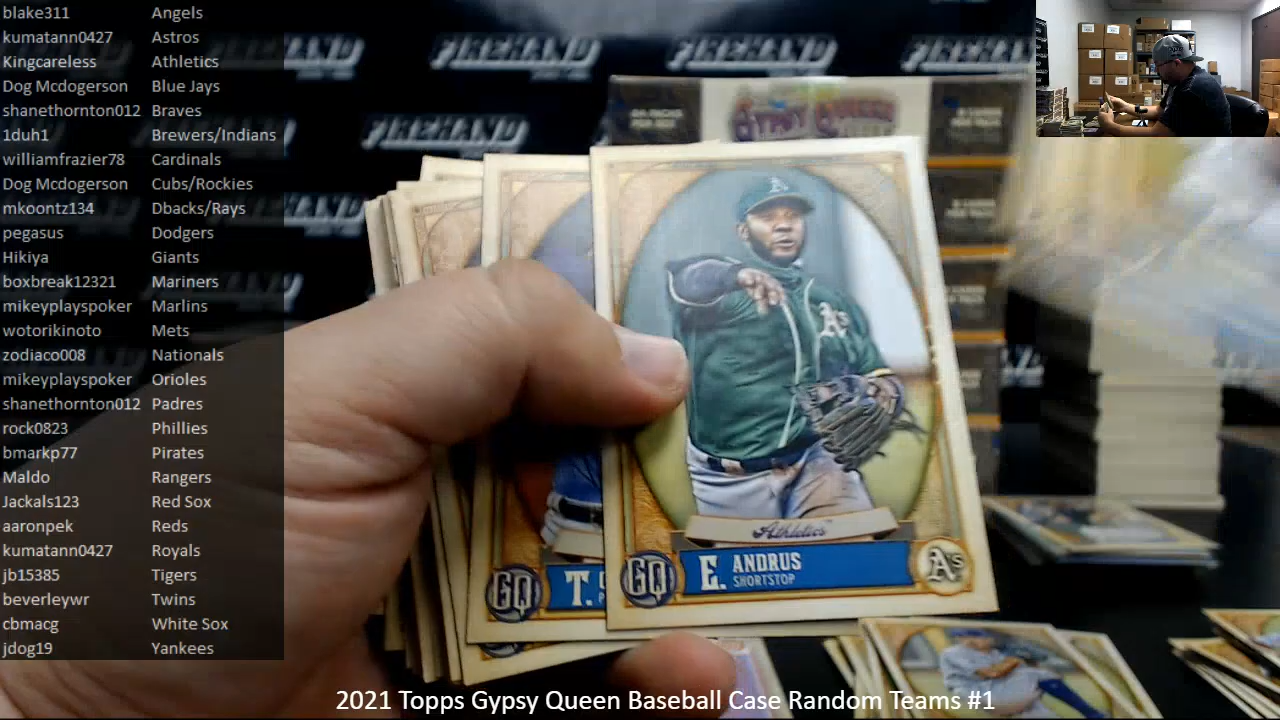 blake311 Angels
kumatann0427 Astros
Kingcareless Athletics
Dog Mcdogerson Blue Jays
shanethornton012 Braves
1duh1 Brewers/Indians
williamfrazier78 Cardinals
Dog Mcdogerson Cubs/Rockies
mkoontz134 Dbacks/Rays
pegasus Dodgers
Hikiya Giants
boxbreak12321 Mariners
mikeyplayspoker Marlins
wotorikinoto Mets
zodiaco008 Nationals
mikeyplayspoker Orioles
shanethornton012 Padres
rock0823 Phillies
bmarkp77 Pirates
Maldo Rangers
Jackals123 Red Sox
aaronpek Reds
kumatann0427 Royals
jb15385 Tigers
beverleywr Twins
cbmacg White Sox
jdog19 Yankees
FIREHAND FIREHAND FIREHAND
FIREHAND
GYPSY QUEEN
A's
A's
Athletics
GQ E. ANDRUS A's
SHORTSTOP
GQ T.
2021 Topps Gypsy Queen Baseball Case Random Teams #1